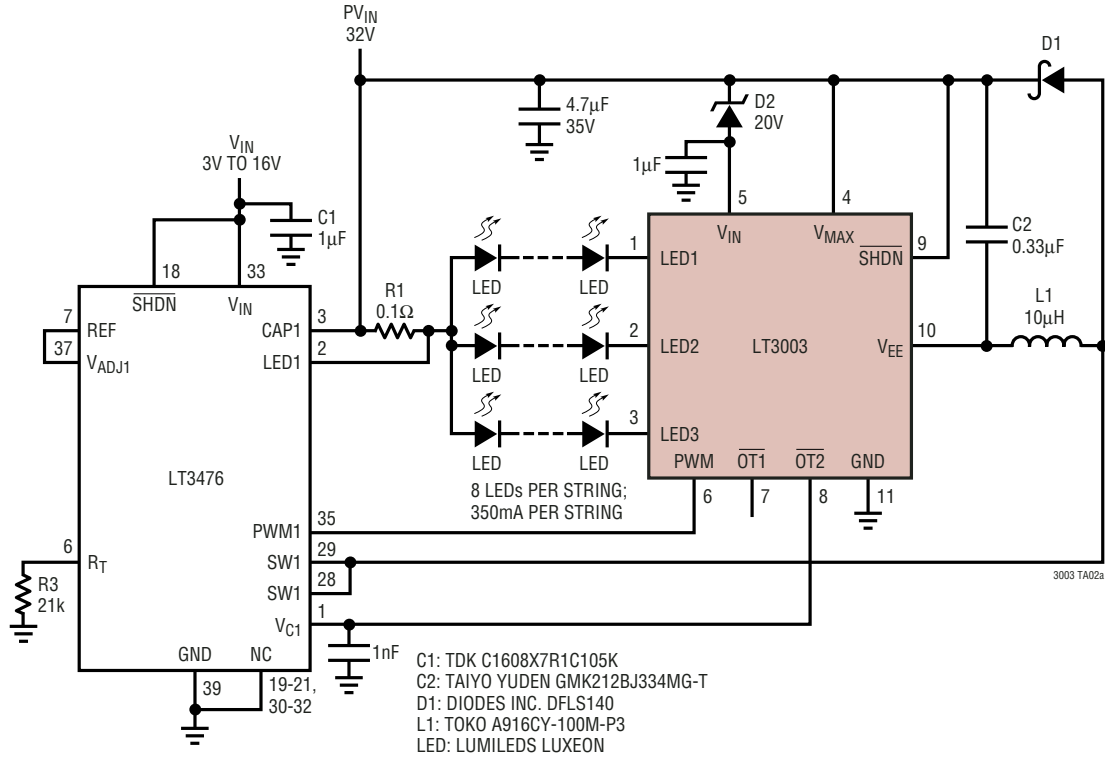 PVIN
32V
D1
4.7µF
35V
D2
20V
1µF
VIN
3V TO 16V
C1
1µF
5
4
VIN
VMAX
SHDN
9
C2
0.33µF
18
33
SHDN
VIN
1
LED1
LED
LED
R1
0.1Ω
L1
10µH
7
REF
CAP1
3
37
VADJ1
LED1
2
2
LED2
LT3003
VEE
10
LED
LED
3
LED3
LED
LED
PWM
OT1
OT2
GND
6
7
8
11
LT3476
8 LEDs PER STRING;
350mA PER STRING
PWM1
35
6
RT
SW1
29
R3
21k
SW1
28
VC1
1
3003 TA02a
1nF
GND
NC
39
19-21,
30-32
C1: TDK C1608X7R1C105K
C2: TAIYO YUDEN GMK212BJ334MG-T
D1: DIODES INC. DFLS140
L1: TOKO A916CY-100M-P3
LED: LUMILEDS LUXEON